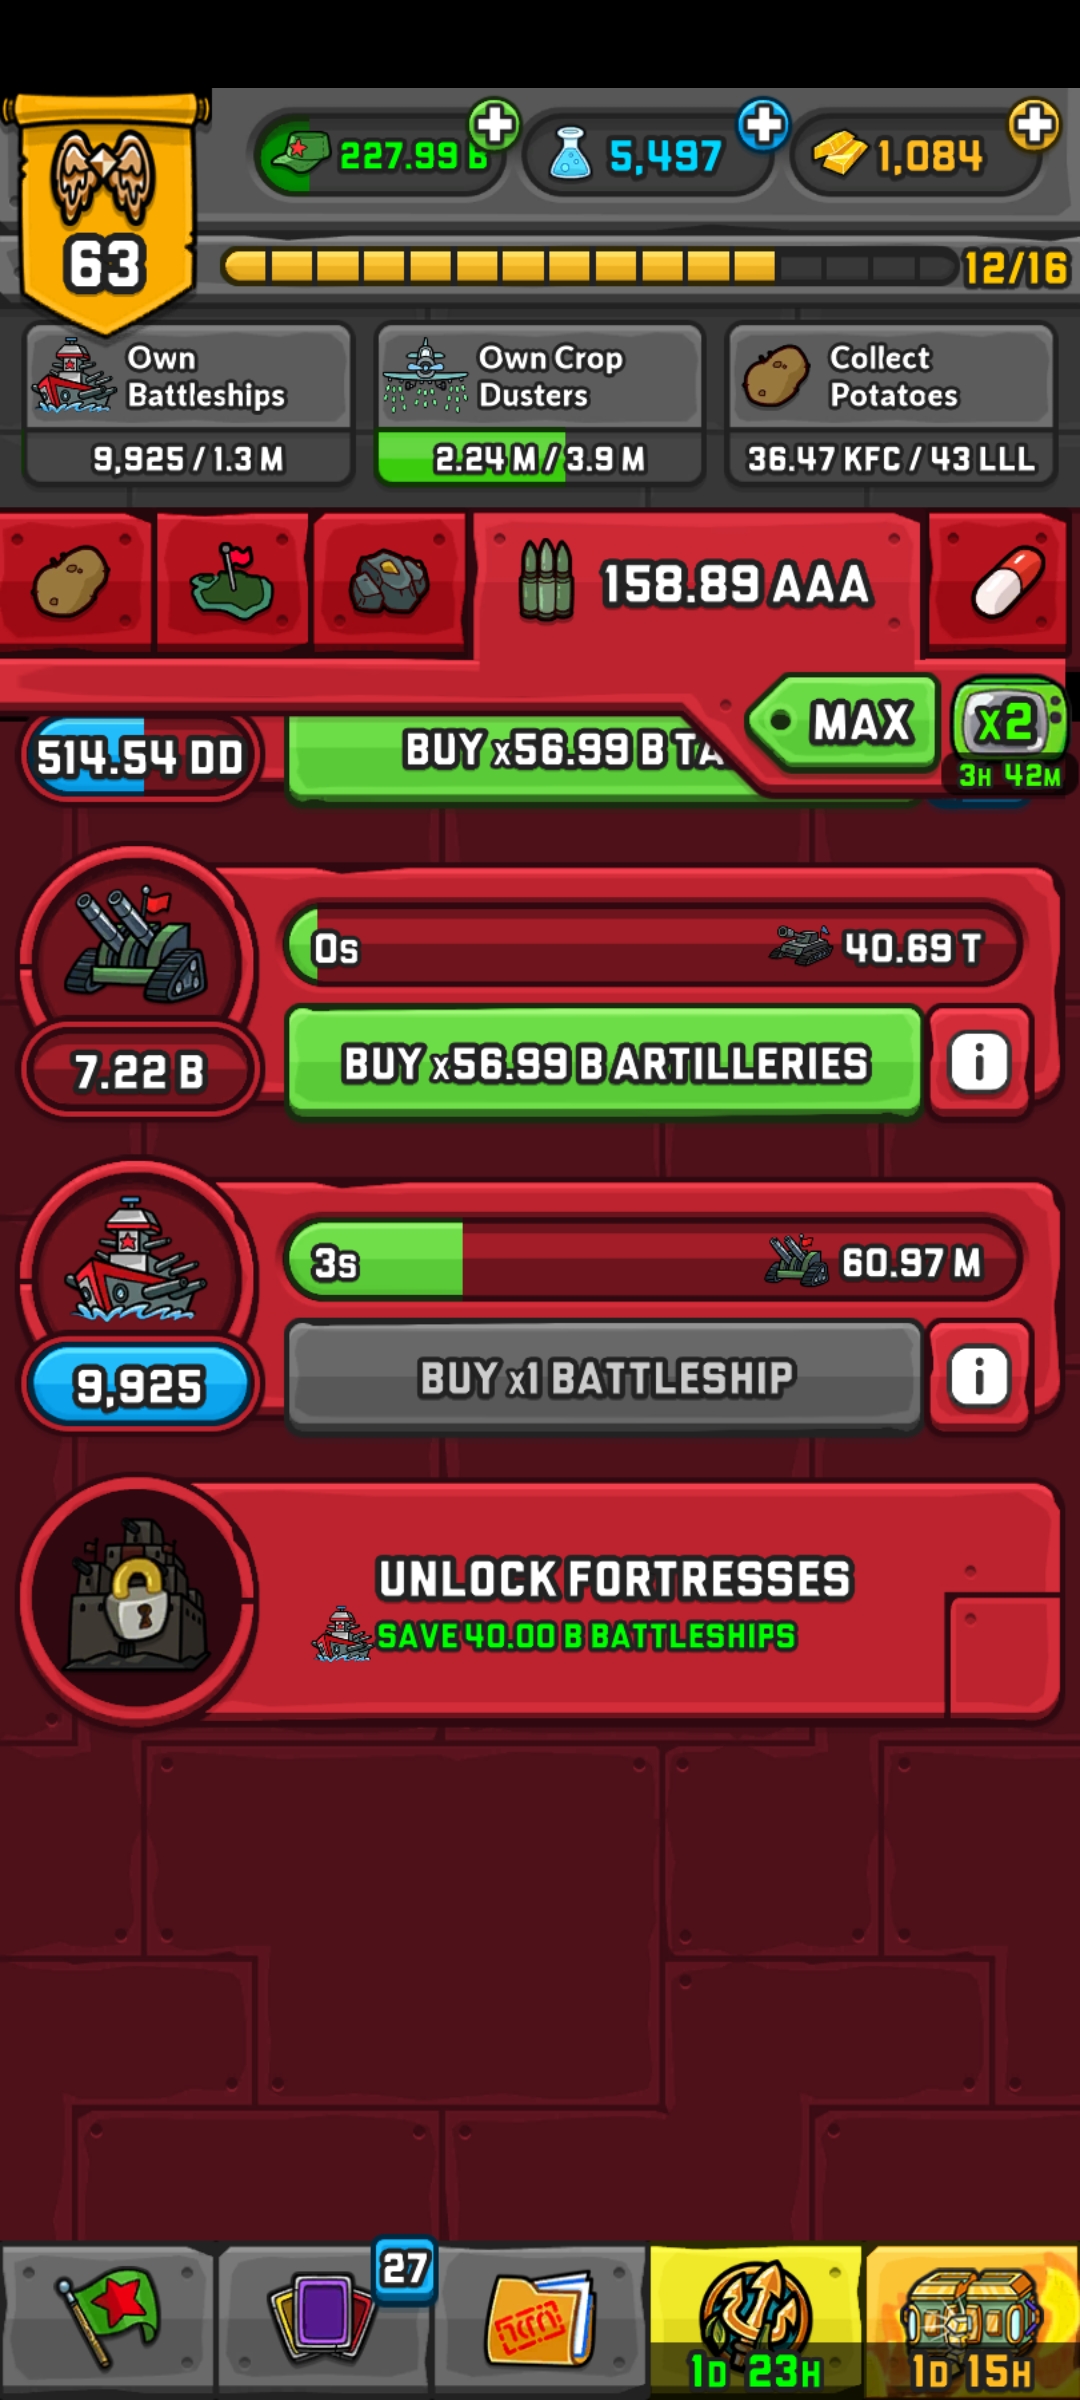 227.99 B
5,497
1,084
63
12/16
Own
Battleships
9,925 / 1.3 M
Own Crop
Dusters
2.24 M / 3.9 M
Collect
Potatoes
36.47 KFC / 43 LLL
158.89 AAA
MAX
x2
3H 42M
514.54 DD
BUY x56.99 B TA
0s
40.69 T
7.22 B
BUY x56.99 B ARTILLERIES
i
3s
60.97 M
9,925
BUY x1 BATTLESHIP
i
UNLOCK FORTRESSES
SAVE 40.00 B BATTLESHIPS
27
1D 23H
1D 15H